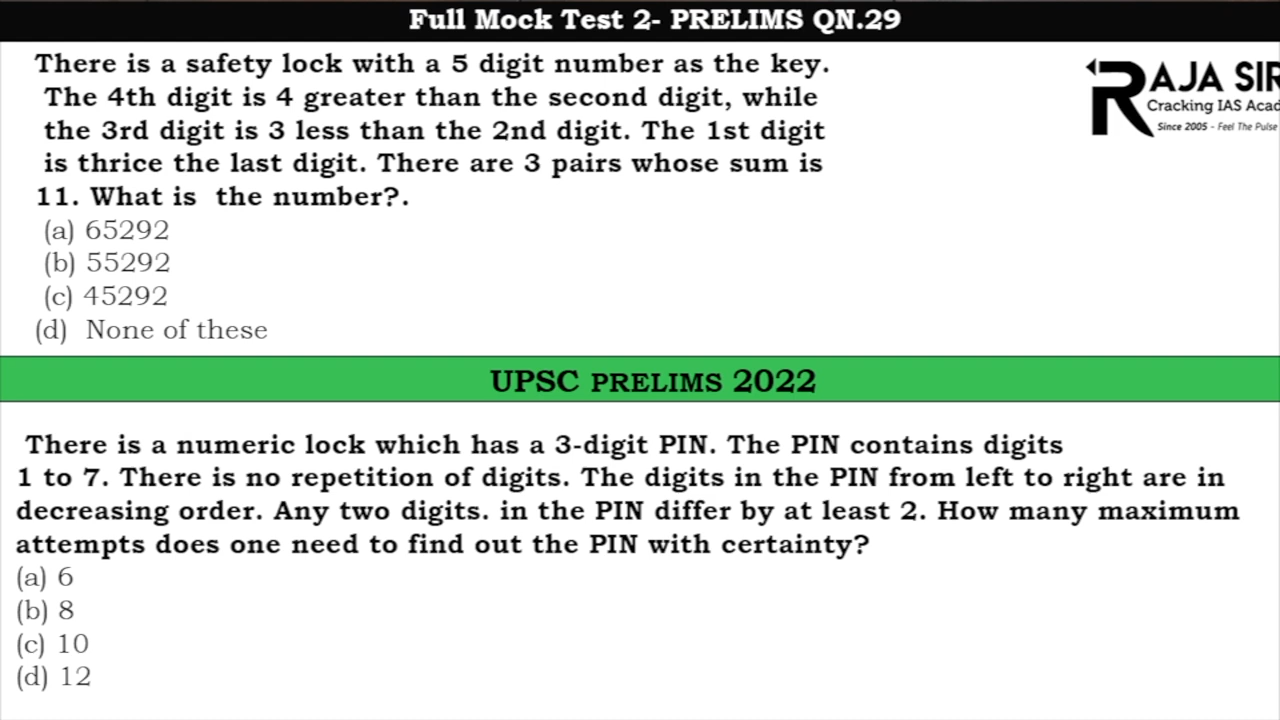 Full Mock Test 2- PRELIMS QN.29
There is a safety lock with a 5 digit number as the key.
The 4th digit is 4 greater than the second digit, while
the 3rd digit is 3 less than the 2nd digit. The 1st digit
is thrice the last digit. There are 3 pairs whose sum is
11. What is the number?.
(a) 65292
(b) 55292
(c) 45292
(d) None of these
RAJA SIR
Cracking IAS Acad
Since 2005 - Feel The Pulse
UPSC PRELIMS 2022
There is a numeric lock which has a 3-digit PIN. The PIN contains digits
1 to 7. There is no repetition of digits. The digits in the PIN from left to right are in
decreasing order. Any two digits. in the PIN differ by at least 2. How many maximum
attempts does one need to find out the PIN with certainty?
(a) 6
(b) 8
(c) 10
(d) 12